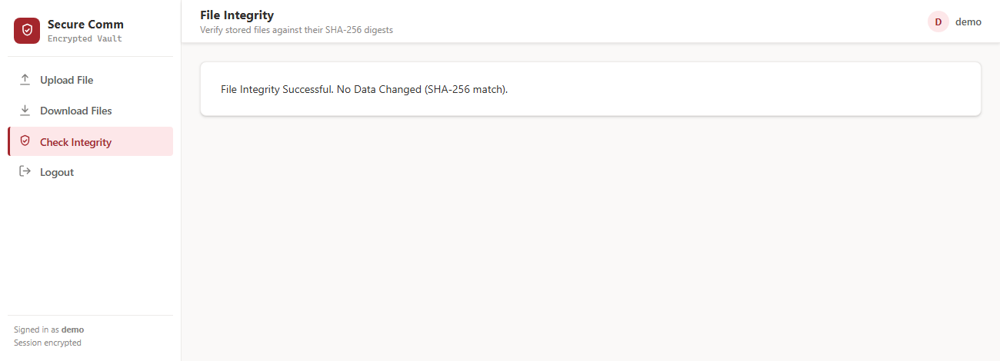 Secure Comm
Encrypted Vault
Upload File
Download Files
Check Integrity
Logout
Signed in as demo
Session encrypted
File Integrity
Verify stored files against their SHA-256 digests
D demo
File Integrity Successful. No Data Changed (SHA-256 match).